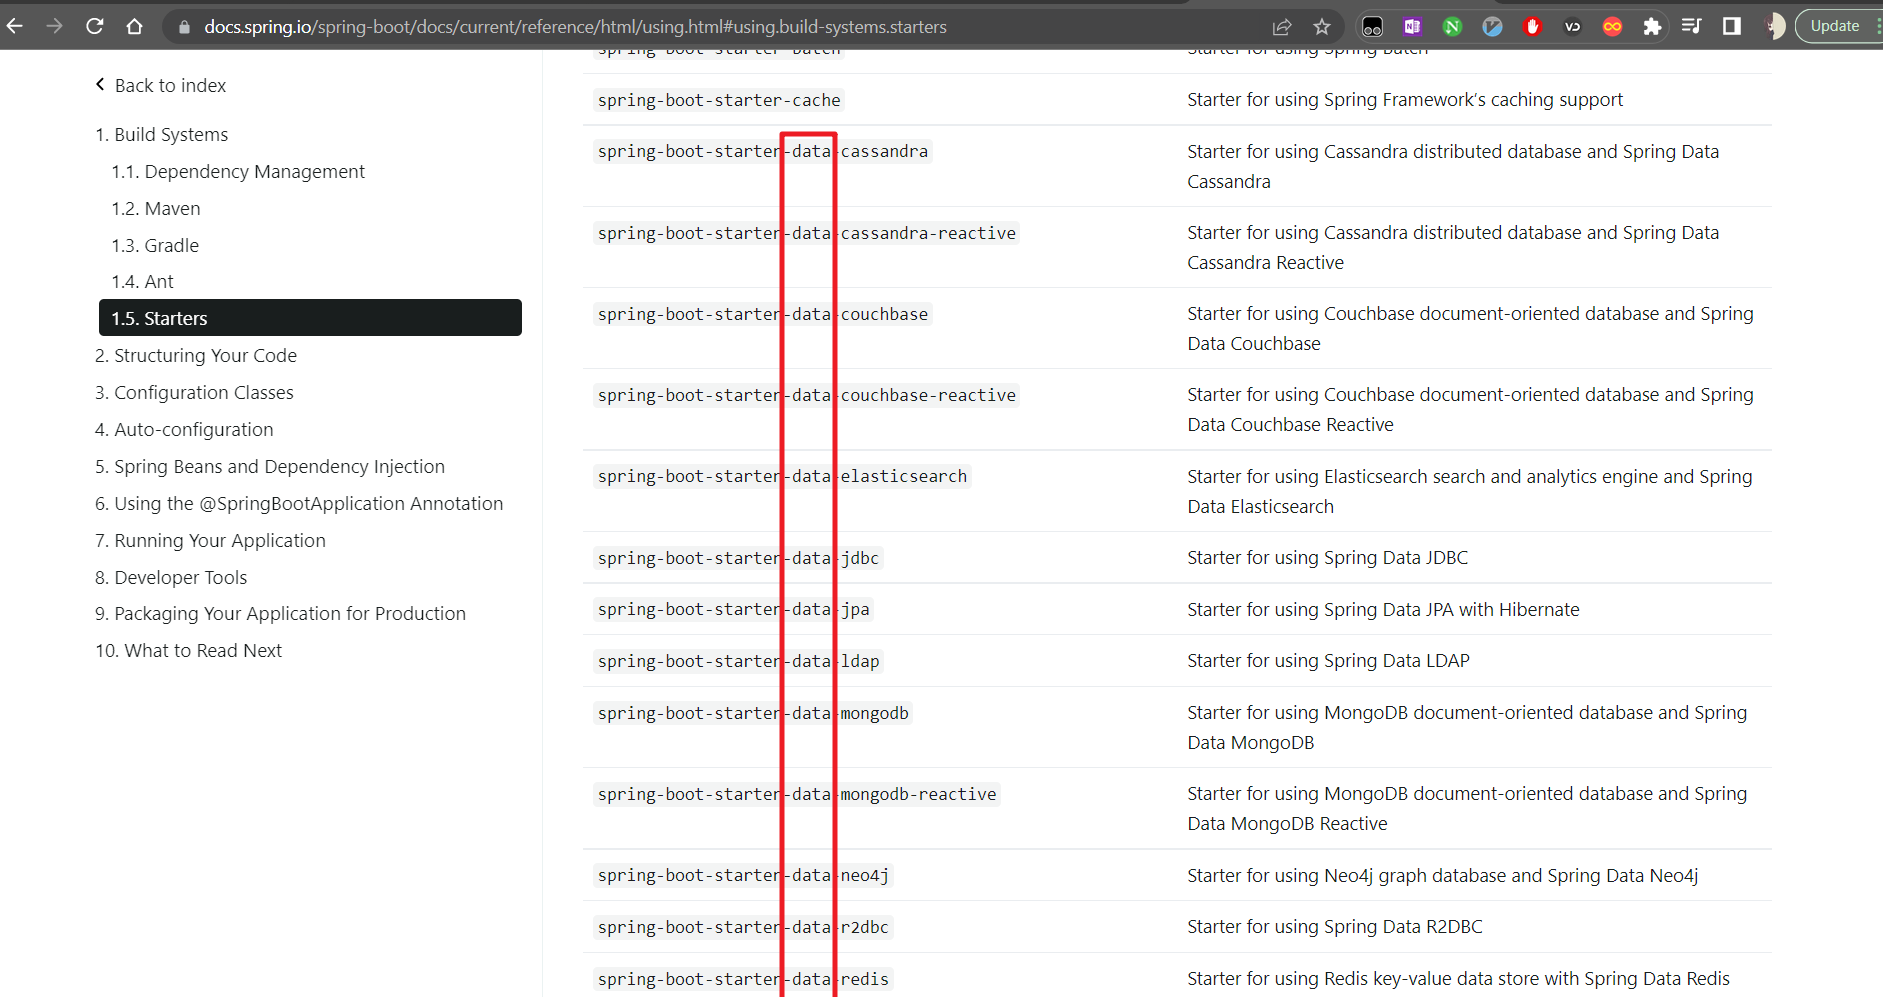 docs.spring.io/spring-boot/docs/current/reference/html/using.html#using.build-systems.starters
Update
Back to index
1. Build Systems
1.1. Dependency Management
1.2. Maven
1.3. Gradle
1.4. Ant
1.5. Starters
2. Structuring Your Code
3. Configuration Classes
4. Auto-configuration
5. Spring Beans and Dependency Injection
6. Using the @SpringBootApplication Annotation
7. Running Your Application
8. Developer Tools
9. Packaging Your Application for Production
10. What to Read Next
spring-boot-starter-batch
Starter for using Spring Batch
spring-boot-starter-cache
Starter for using Spring Framework’s caching support
spring-boot-starter-data-cassandra
Starter for using Cassandra distributed database and Spring Data
Cassandra
spring-boot-starter-data-cassandra-reactive
Starter for using Cassandra distributed database and Spring Data
Cassandra Reactive
spring-boot-starter-data-couchbase
Starter for using Couchbase document-oriented database and Spring
Data Couchbase
spring-boot-starter-data-couchbase-reactive
Starter for using Couchbase document-oriented database and Spring
Data Couchbase Reactive
spring-boot-starter-data-elasticsearch
Starter for using Elasticsearch search and analytics engine and Spring
Data Elasticsearch
spring-boot-starter-data-jdbc
Starter for using Spring Data JDBC
spring-boot-starter-data-jpa
Starter for using Spring Data JPA with Hibernate
spring-boot-starter-data-ldap
Starter for using Spring Data LDAP
spring-boot-starter-data-mongodb
Starter for using MongoDB document-oriented database and Spring
Data MongoDB
spring-boot-starter-data-mongodb-reactive
Starter for using MongoDB document-oriented database and Spring
Data MongoDB Reactive
spring-boot-starter-data-neo4j
Starter for using Neo4j graph database and Spring Data Neo4j
spring-boot-starter-data-r2dbc
Starter for using Spring Data R2DBC
spring-boot-starter-data-redis
Starter for using Redis key-value data store with Spring Data Redis